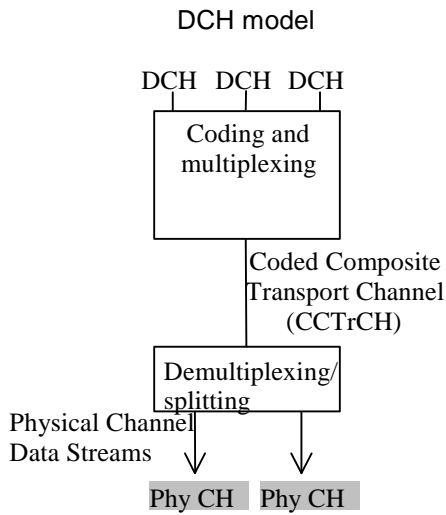 DCH model
DCH DCH DCH
Coding and
multiplexing
Coded Composite
Transport Channel
(CCTrCH)
Demultiplexing/
splitting
Physical Channel
Data Streams
Phy CH Phy CH